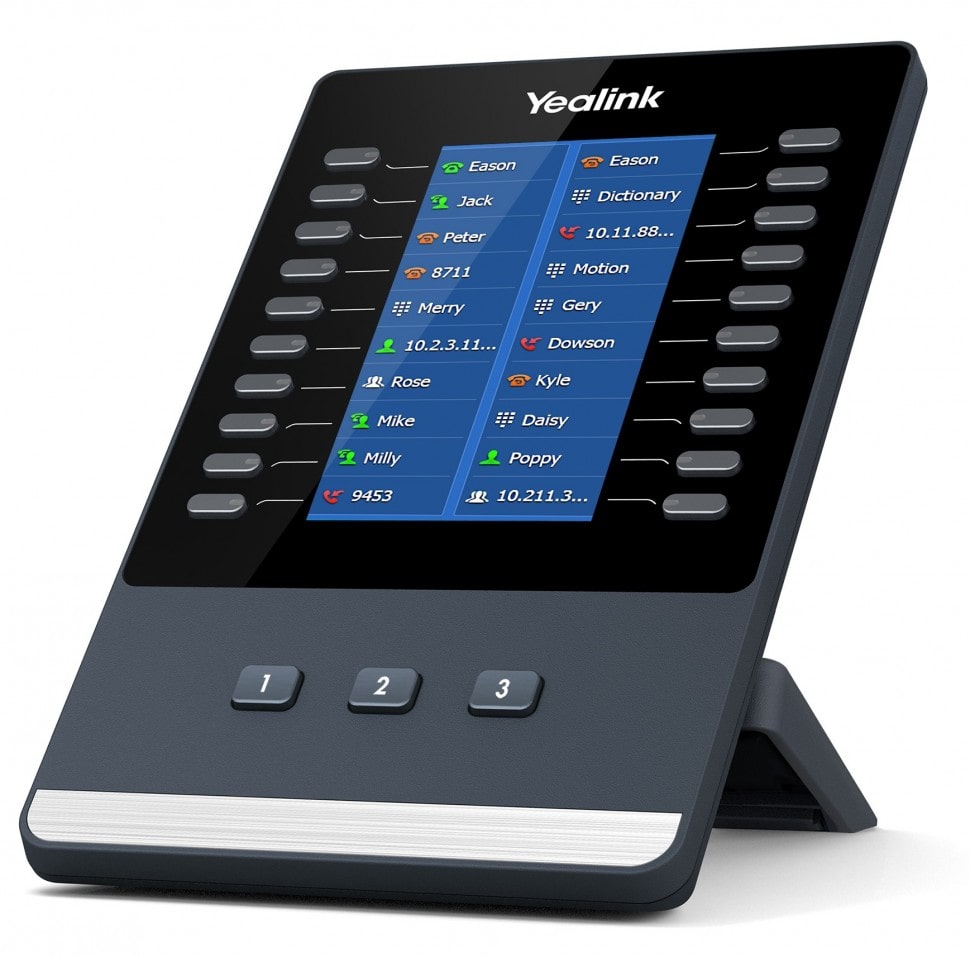 Yealink
Eason
Jack
Peter
8711
Merry
10.2.3.11...
Rose
Mike
Milly
9453
Eason
Dictionary
10.11.88...
Motion
Gery
Dowson
Kyle
Daisy
Poppy
10.211.3...
1 2 3